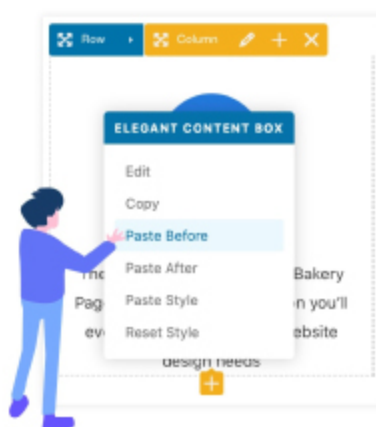 Row Column
ELEGANT CONTENT BOX
Edit
Copy
Paste Before
Paste After Bakery
Paste Style n you'll
Reset Style ebsite
design needs